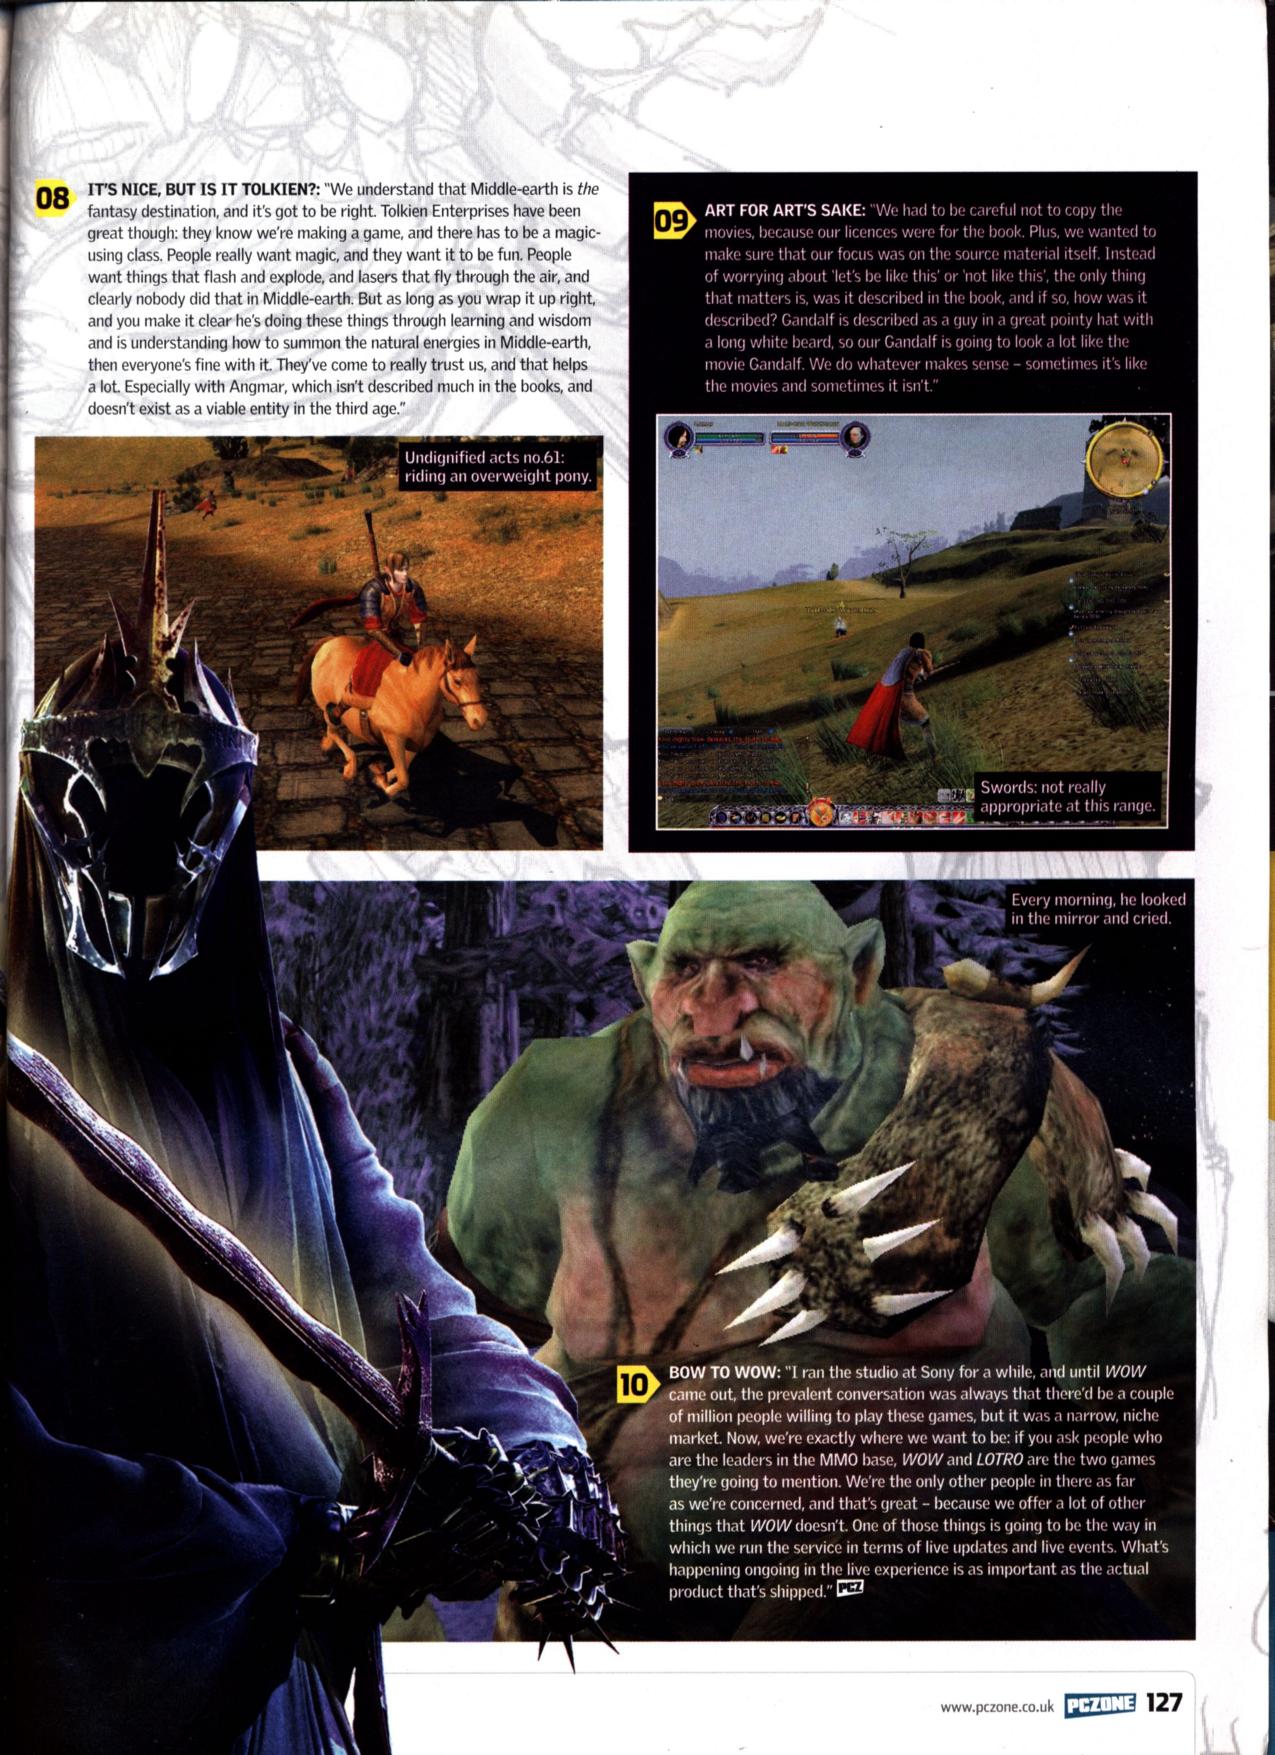 08 IT'S NICE, BUT IS IT TOLKIEN?: "We understand that Middle-earth is the
fantasy destination, and it's got to be right. Tolkien Enterprises have been
great though: they know we're making a game, and there has to be a magic-
using class. People really want magic, and they want it to be fun. People
want things that flash and explode, and lasers that fly through the air, and
clearly nobody did that in Middle-earth. But as long as you wrap it up right,
and you make it clear he's doing these things through learning and wisdom
and is understanding how to summon the natural energies in Middle-earth,
then everyone's fine with it. They've come to really trust us, and that helps
a lot. Especially with Angmar, which isn't described much in the books, and
doesn't exist as a viable entity in the third age."
Undignified acts no.61:
riding an overweight pony.
09 ART FOR ART'S SAKE: "We had to be careful not to copy the
movies, because our licences were for the book. Plus, we wanted to
make sure that our focus was on the source material itself. Instead
of worrying about 'let's be like this' or 'not like this', the only thing
that matters is, was it described in the book, and if so, how was it
described? Gandalf is described as a guy in a great pointy hat with
a long white beard, so our Gandalf is going to look a lot like the
movie Gandalf. We do whatever makes sense – sometimes it's like
the movies and sometimes it isn't."
Swords: not really
appropriate at this range.
Every morning, he looked
in the mirror and cried.
10 BOW TO WOW: "I ran the studio at Sony for a while, and until WOW
came out, the prevalent conversation was always that there'd be a couple
of million people willing to play these games, but it was a narrow, niche
market. Now, we're exactly where we want to be: if you ask people who
are the leaders in the MMO base, WOW and LOTRO are the two games
they're going to mention. We're the only other people in there as far
as we're concerned, and that's great – because we offer a lot of other
things that WOW doesn't. One of those things is going to be the way in
which we run the service in terms of live updates and live events. What's
happening ongoing in the live experience is as important as the actual
product that's shipped." PCZ
www.pczone.co.uk PCZONE 127